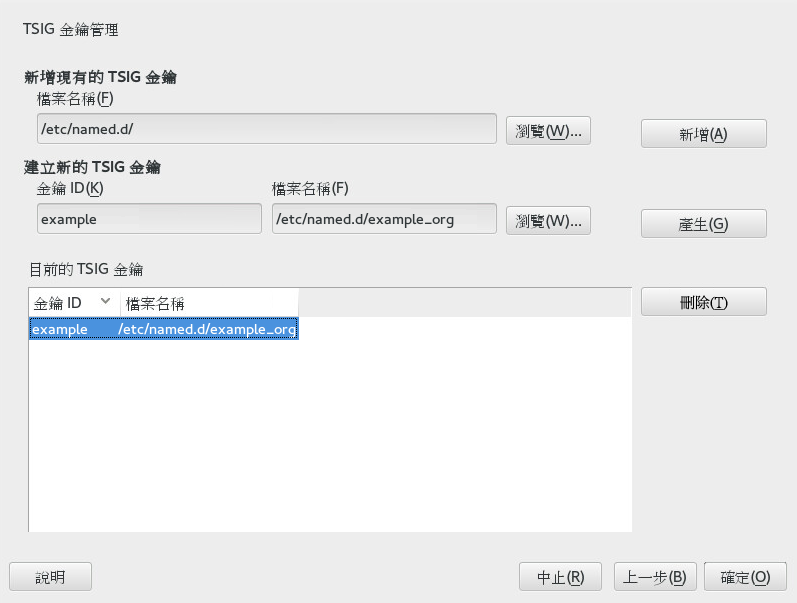 TSIG 金鑰管理
新增現有的 TSIG 金鑰
檔案名稱(F)
/etc/named.d/
瀏覽(W)...
新增(A)
建立新的 TSIG 金鑰
金鑰 ID(K)
檔案名稱(F)
example
/etc/named.d/example_org
瀏覽(W)...
產生(G)
目前的 TSIG 金鑰
金鑰 ID
檔案名稱
刪除(T)
example
/etc/named.d/example_org
說明
中止(R)
上一步(B)
確定(O)